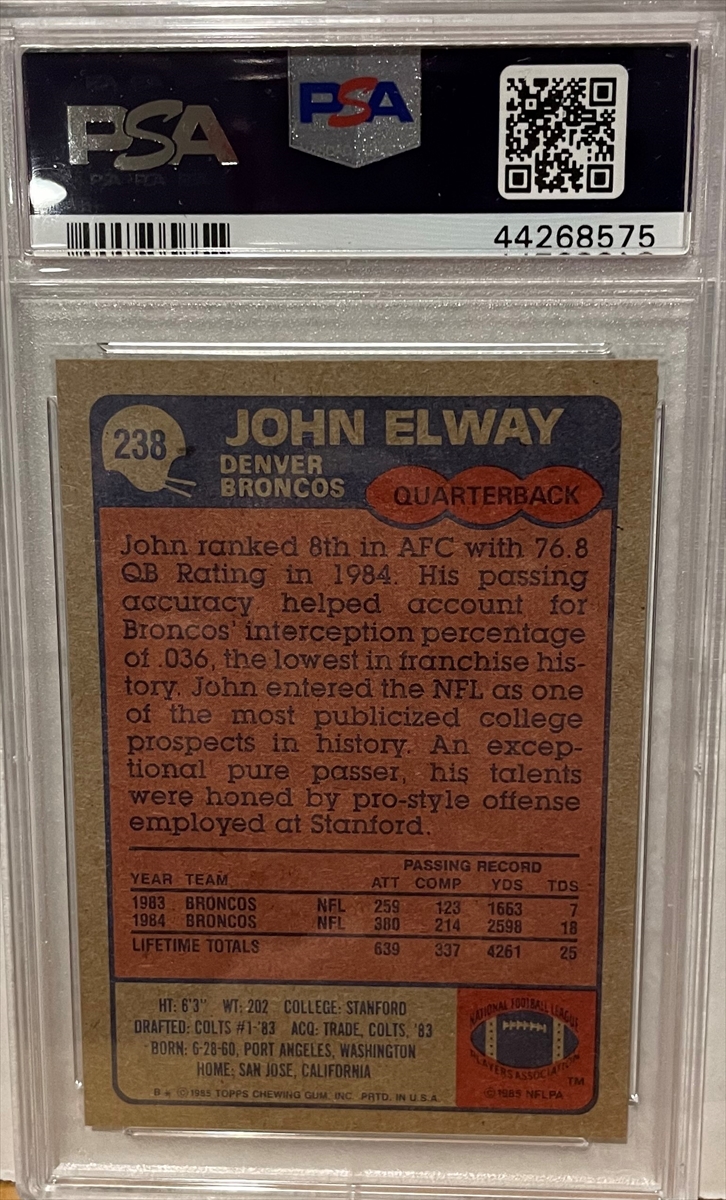 PSA
PSA
44268575
238
JOHN ELWAY
DENVER
BRONCOS
QUARTERBACK
John ranked 8th in AFC with 76.8
QB Rating in 1984. His passing
accuracy helped account for
Broncos' interception percentage
of .036, the lowest in franchise his-
tory. John entered the NFL as one
of the most publicized college
prospects in history. An excep-
tional pure passer, his talents
were honed by pro-style offense
employed at Stanford.
PASSING RECORD
YEAR TEAM ATT COMP YDS TDS
1983 BRONCOS NFL 259 123 1663 7
1984 BRONCOS NFL 380 214 2598 18
LIFETIME TOTALS 639 337 4261 25
HT: 6'3" WT: 202 COLLEGE: STANFORD
DRAFTED: COLTS #1-'83 ACQ: TRADE, COLTS, '83
BORN: 6-28-60, PORT ANGELES, WASHINGTON
HOME: SAN JOSE, CALIFORNIA
B* © 1985 TOPPS CHEWING GUM, INC. PRTD. IN U.S.A.
NATIONAL FOOTBALL LEAGUE
PLAYERS ASSOCIATION
TM
© 1985 NFLPA